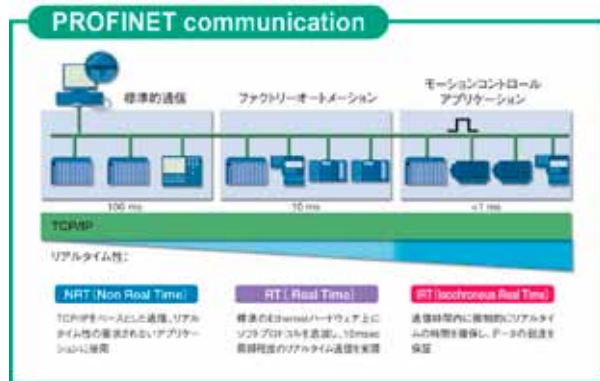 PROFINET communication
標準的通信
ファクトリーオートメーション
モーションコントロール
アプリケーション
100 ms
10 ms
<1 ms
TCP/IP
リアルタイム性:
NRT(Non Real Time)
RT( Real Time)
IRT(Isochronous Real Time)
TCP/IPをベースとした通信。リアル
タイム性の要求されないアプリケー
ションに使用
標準のEthernetハードウェア上に
ソフトプロトコルを追加し、10msec
周期程度のリアルタイム通信を実現
通信時間内に強制的にリアルタイ
ムの時間を確保し、データの到達を
保証